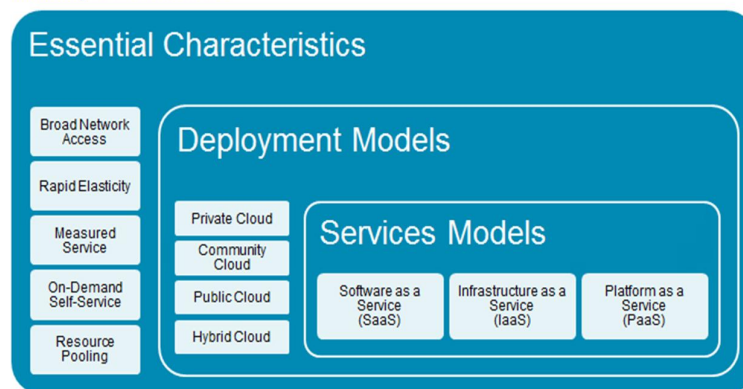 Essential Characteristics
Broad Network
Access
Rapid Elasticity
Measured
Service
On-Demand
Self-Service
Resource
Pooling
Deployment Models
Private Cloud
Community
Cloud
Public Cloud
Hybrid Cloud
Services Models
Software as a
Service
(SaaS)
Infrastructure as a
Service
(IaaS)
Platform as a
Service
(PaaS)